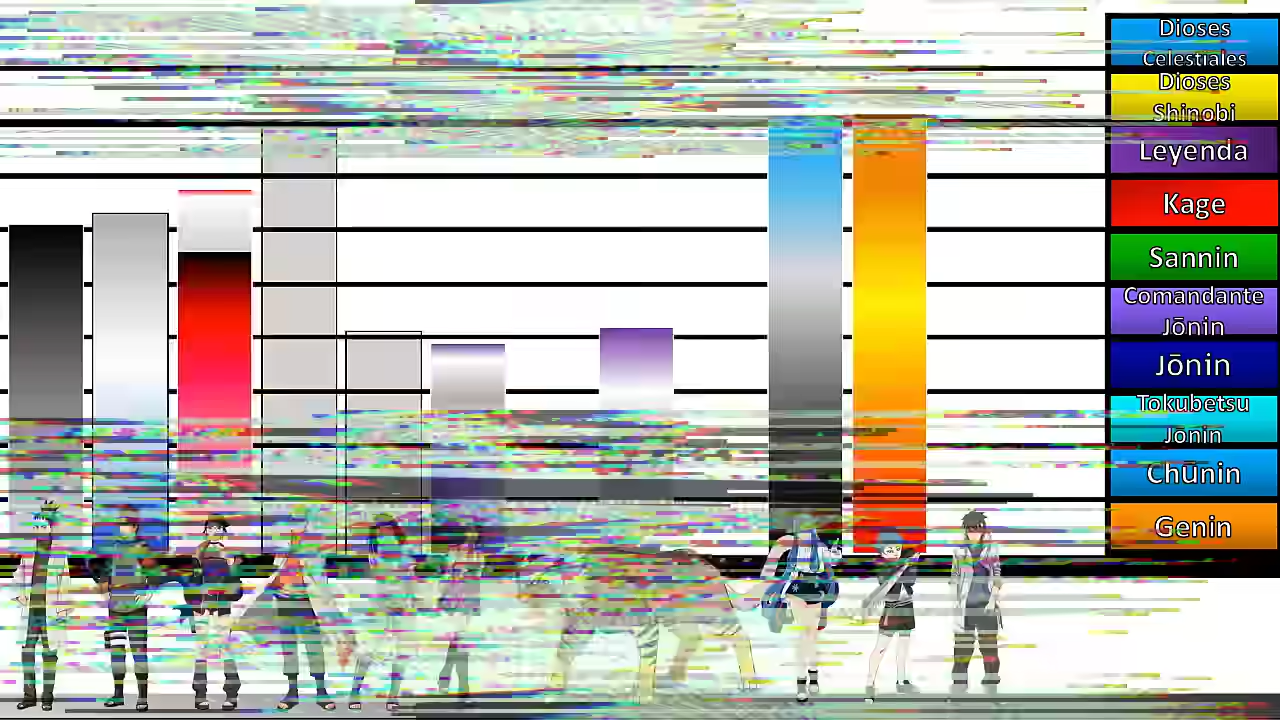 Dioses
Celestiales
Dioses
Shinobi
Leyenda
Kage
Sannin
Comandante
Jōnin
Jōnin
Tokubetsu
Jōnin
Chūnin
Genin